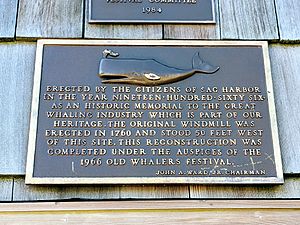 FESTIVAL COMMITTEE
1984
ERECTED BY THE CITIZENS OF SAG HARBOR
IN THE YEAR NINETEEN-HUNDRED-SIXTY SIX
AS AN HISTORIC MEMORIAL TO THE GREAT
WHALING INDUSTRY WHICH IS PART OF OUR
HERITAGE THE ORIGINAL WINDMILL WAS
ERECTED IN 1760 AND STOOD 50 FEET WEST
OF THIS SITE, THIS RECONSTRUCTION WAS
COMPLETED UNDER THE AUSPICES OF THE
1966 OLD WHALERS FESTIVAL.
JOHN A. WARD, JR. CHAIRMAN.